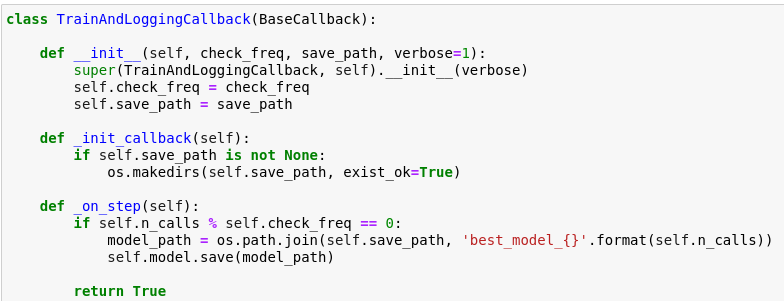 class TrainAndLoggingCallback(BaseCallback):
    def __init__(self, check_freq, save_path, verbose=1):
        super(TrainAndLoggingCallback, self).__init__(verbose)
        self.check_freq = check_freq
        self.save_path = save_path
    def _init_callback(self):
        if self.save_path is not None:
            os.makedirs(self.save_path, exist_ok=True)
    def _on_step(self):
        if self.n_calls % self.check_freq == 0:
            model_path = os.path.join(self.save_path, 'best_model_{}'.format(self.n_calls))
            self.model.save(model_path)
        return True